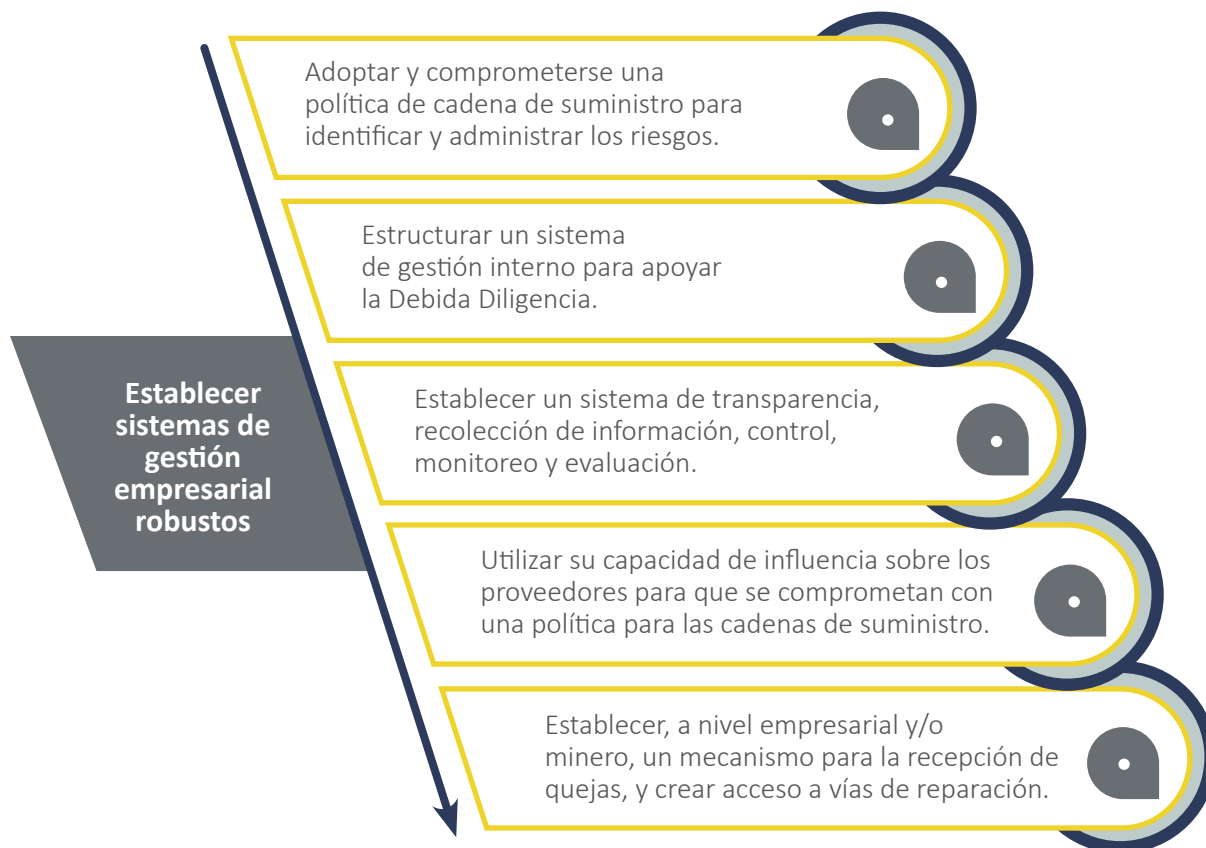 Adoptar y comprometerse una
política de cadena de suministro para
identificar y administrar los riesgos.
Estructurar un sistema
de gestión interno para apoyar
la Debida Diligencia.
Establecer
sistemas de
gestión
empresarial
robustos
Establecer un sistema de transparencia,
recolección de información, control,
monitoreo y evaluación.
Utilizar su capacidad de influencia sobre los
proveedores para que se comprometan con
una política para las cadenas de suministro.
Establecer, a nivel empresarial y/o
minero, un mecanismo para la recepción de
quejas, y crear acceso a vías de reparación.